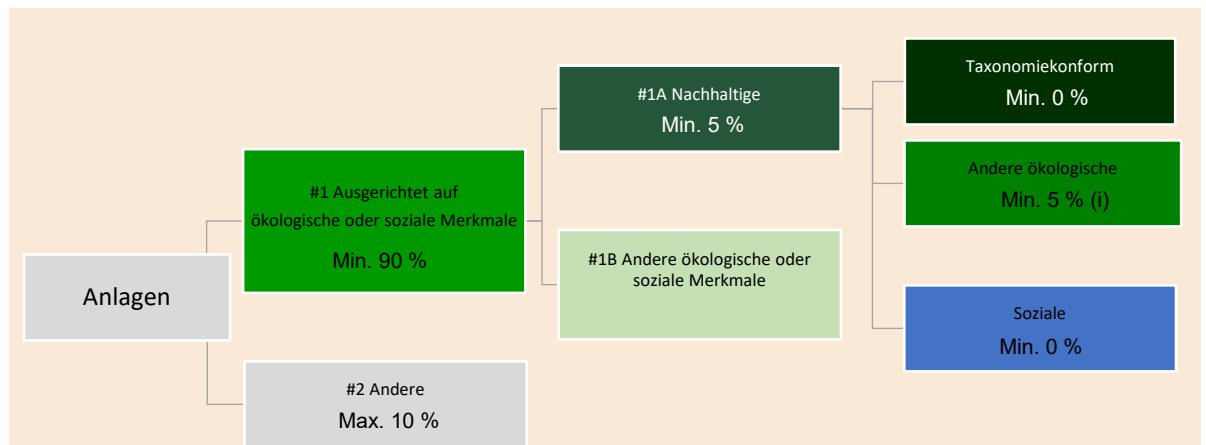 Anlagen
#1 Ausgerichtet auf
ökologische oder soziale Merkmale
Min. 90 %
#2 Andere
Max. 10 %
#1A Nachhaltige
Min. 5 %
#1B Andere ökologische oder
soziale Merkmale
Taxonomiekonform
Min. 0 %
Andere ökologische
Min. 5 % (i)
Soziale
Min. 0 %